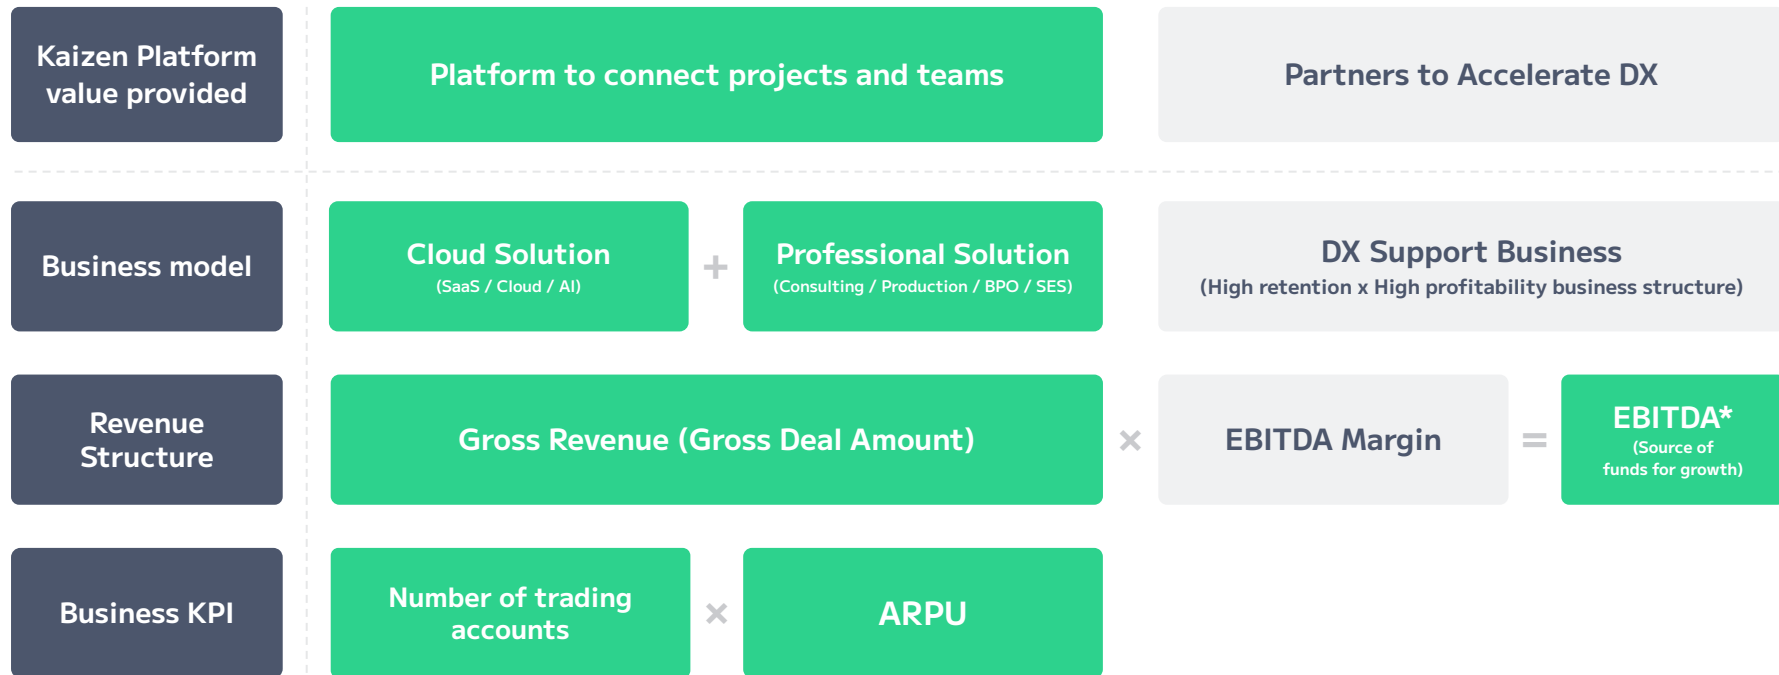 Kaizen Platform
value provided
Platform to connect projects and teams
Partners to Accelerate DX
Business model
Cloud Solution
(SaaS / Cloud / AI)
+
Professional Solution
(Consulting / Production / BPO / SES)
DX Support Business
(High retention x High profitability business structure)
Revenue
Structure
Gross Revenue (Gross Deal Amount)
×
EBITDA Margin
=
EBITDA*
(Source of
funds for growth)
Business KPI
Number of trading
accounts
×
ARPU